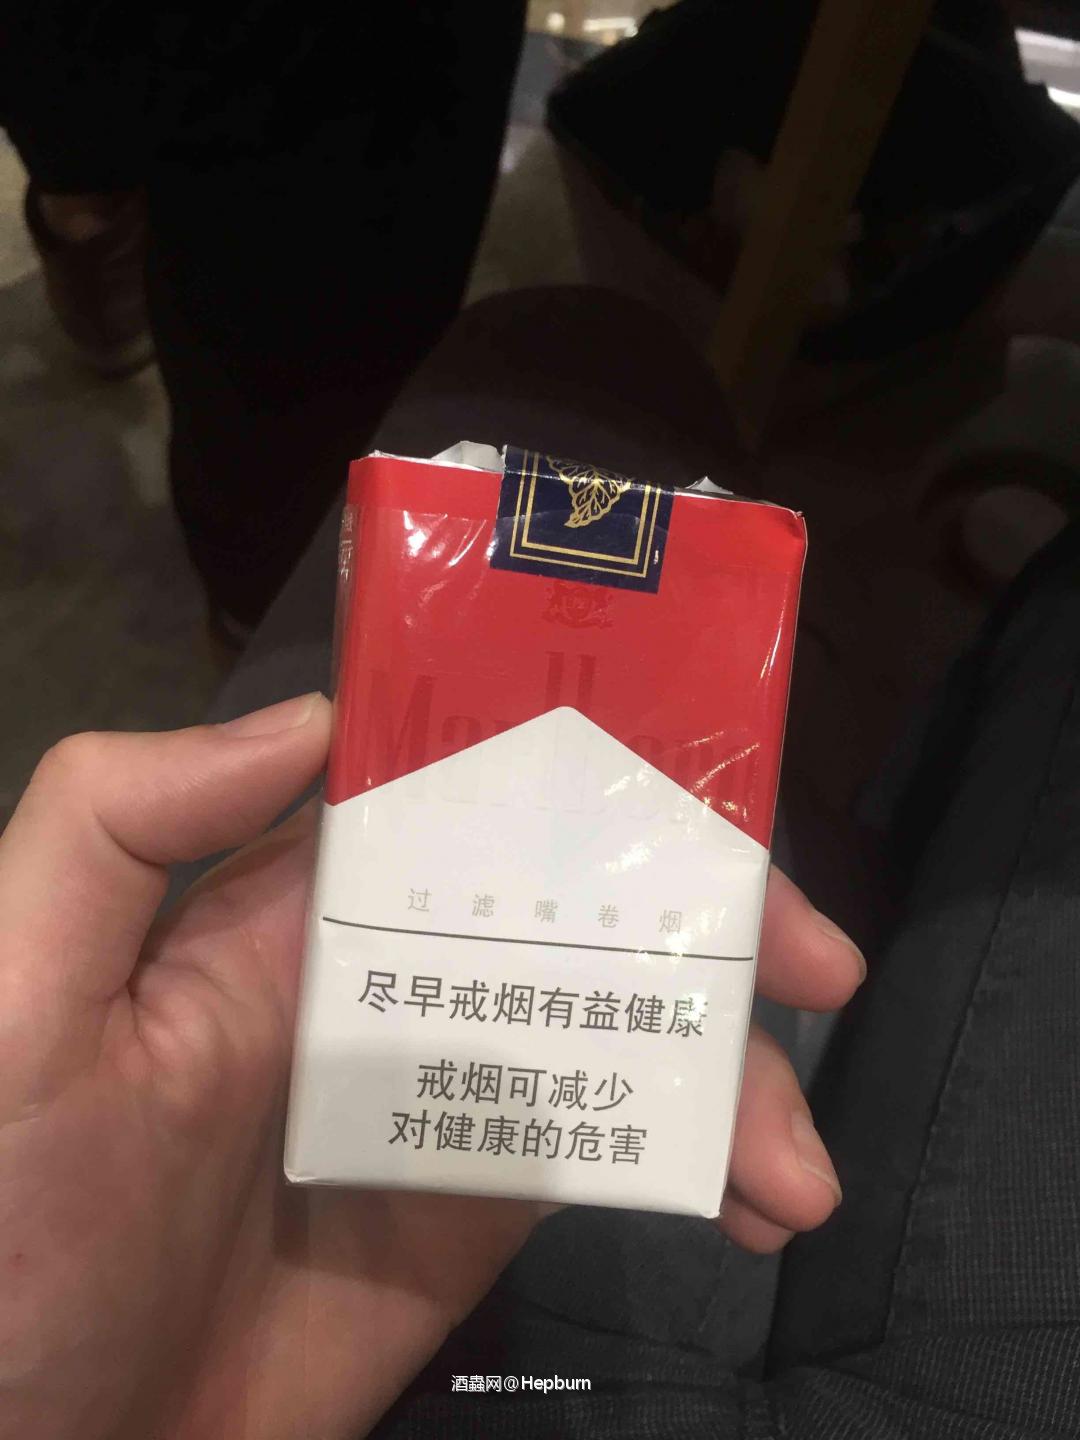 Marlboro
过滤嘴卷烟
尽早戒烟有益健康
戒烟可减少
对健康的危害
酒蟲网@Hepburn